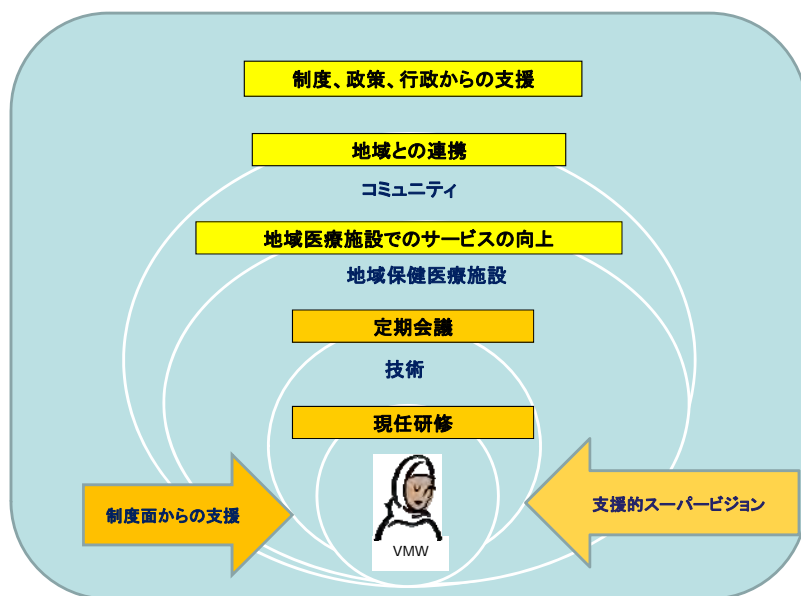 制度、政策、行政からの支援
地域との連携
コミュニティ
地域医療施設でのサービスの向上
地域保健医療施設
定期会議
技術
現任研修
制度面からの支援
支援的スーパービジョン
VMW